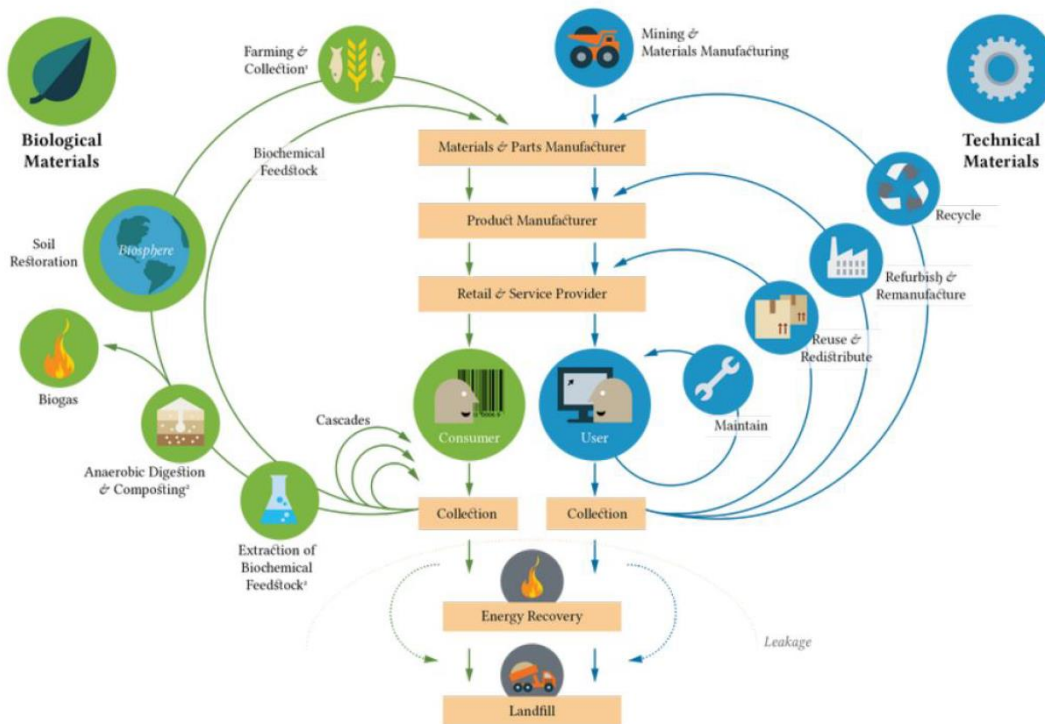 Farming &
Collection¹
Mining &
Materials Manufacturing
Biological
Materials
Technical
Materials
Biochemical
Feedstock
Materials & Parts Manufacturer
Recycle
Product Manufacturer
Soil
Restoration
Biosphere
Refurbish &
Remanufacture
Retail & Service Provider
Reuse &
Redistribute
Biogas
Cascades
Consumer
User
Maintain
Anaerobic Digestion
& Composting²
Collection
Collection
Extraction of
Biochemical
Feedstock²
Energy Recovery
Leakage
Landfill